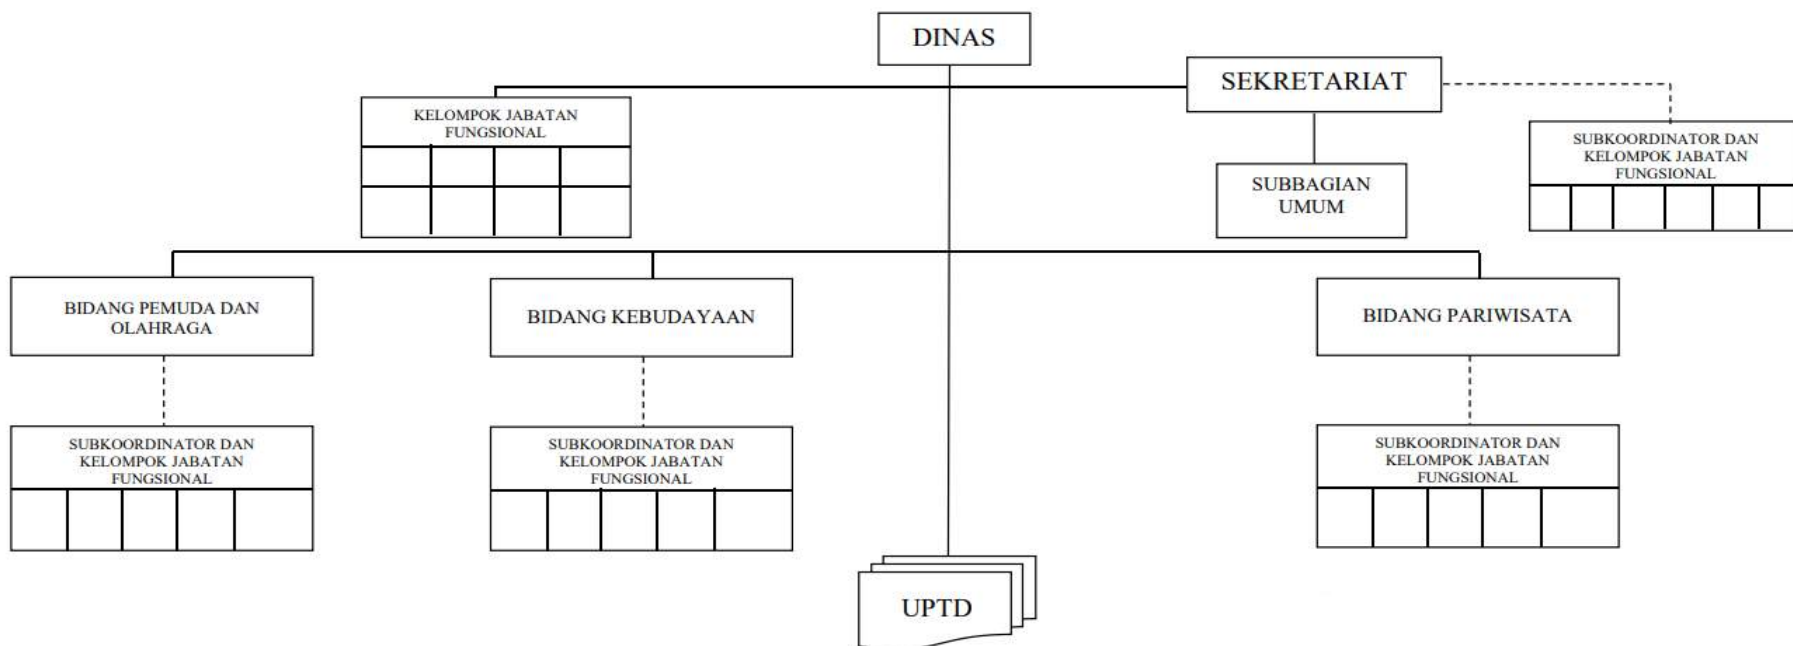 DINAS
SEKRETARIAT
KELOMPOK JABATAN
FUNGSIONAL
SUBKOORDINATOR DAN
KELOMPOK JABATAN
FUNGSIONAL
SUBBAGIAN
UMUM
BIDANG PEMUDA DAN
OLAHRAGA
BIDANG KEBUDAYAAN
BIDANG PARIWISATA
SUBKOORDINATOR DAN
KELOMPOK JABATAN
FUNGSIONAL
SUBKOORDINATOR DAN
KELOMPOK JABATAN
FUNGSIONAL
SUBKOORDINATOR DAN
KELOMPOK JABATAN
FUNGSIONAL
UPTD